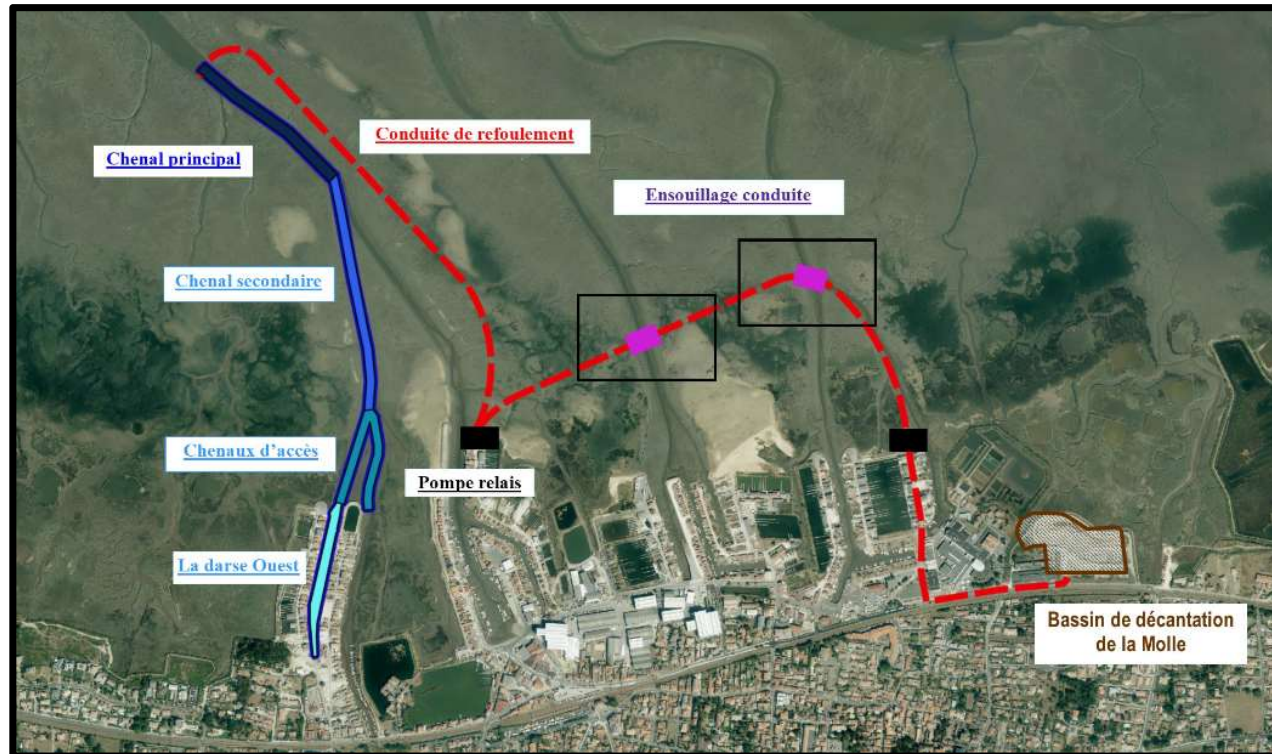 Conduite de refoulement
Chenal principal
Ensouillage conduite
Chenal secondaire
Chenaux d'accès
Pompe relais
La darse Ouest
Bassin de décantation
de la Molle